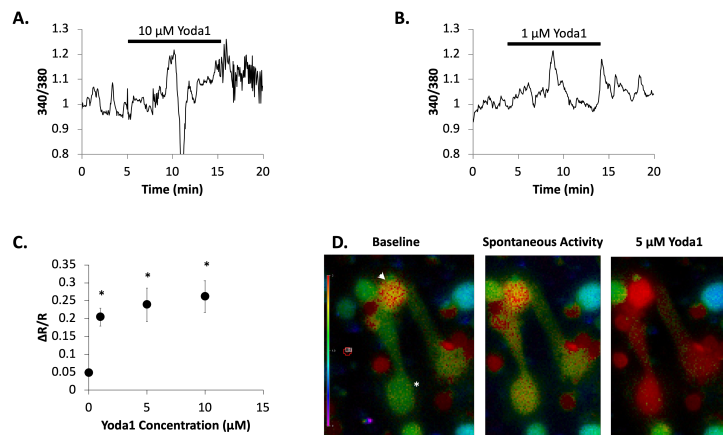 A.
10 μM Yoda1
340/380
1.3
1.2
1.1
1
0.9
0.8
0 5 10 15 20
Time (min)
B.
1 μM Yoda1
340/380
1.3
1.2
1.1
1
0.9
0.8
0 5 10 15 20
Time (min)
C.
ΔR/R
0.35
0.3
0.25
0.2
0.15
0.1
0.05
0
* * *
0 5 10 15
Yoda1 Concentration (μM)
D.
Baseline Spontaneous Activity 5 μM Yoda1
*